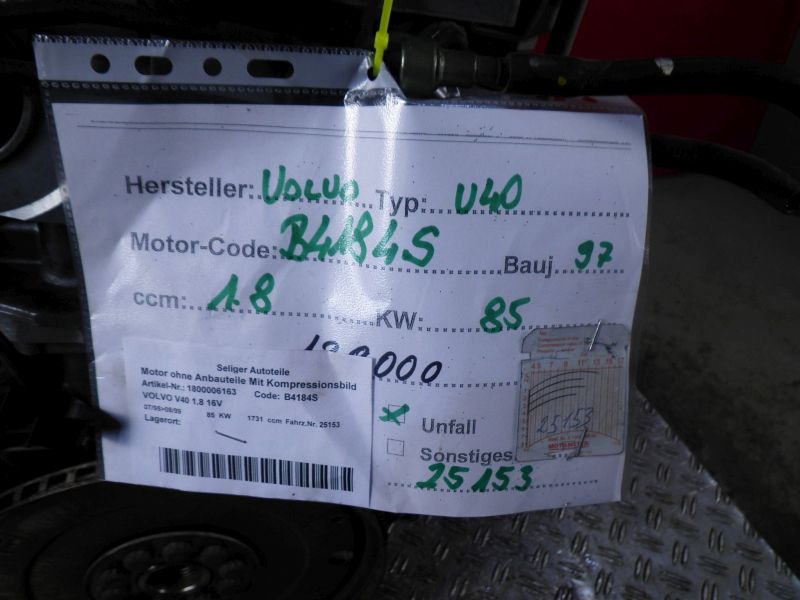 Hersteller: Volvo Typ: V40
Motor-Code: B4184S Bauj. 97
ccm: 1.8 KW: 85
Seliger Autoteile
Motor ohne Anbauteile Mit Kompressionsbild
Artikel-Nr.: 1800006163 Code: B4184S
VOLVO V40 1.8 16V
07/95>08/99 85 KW 1731 ccm Fahrz.Nr. 25153
Lagerort:
Unfall
Sonstiges
25153
25153